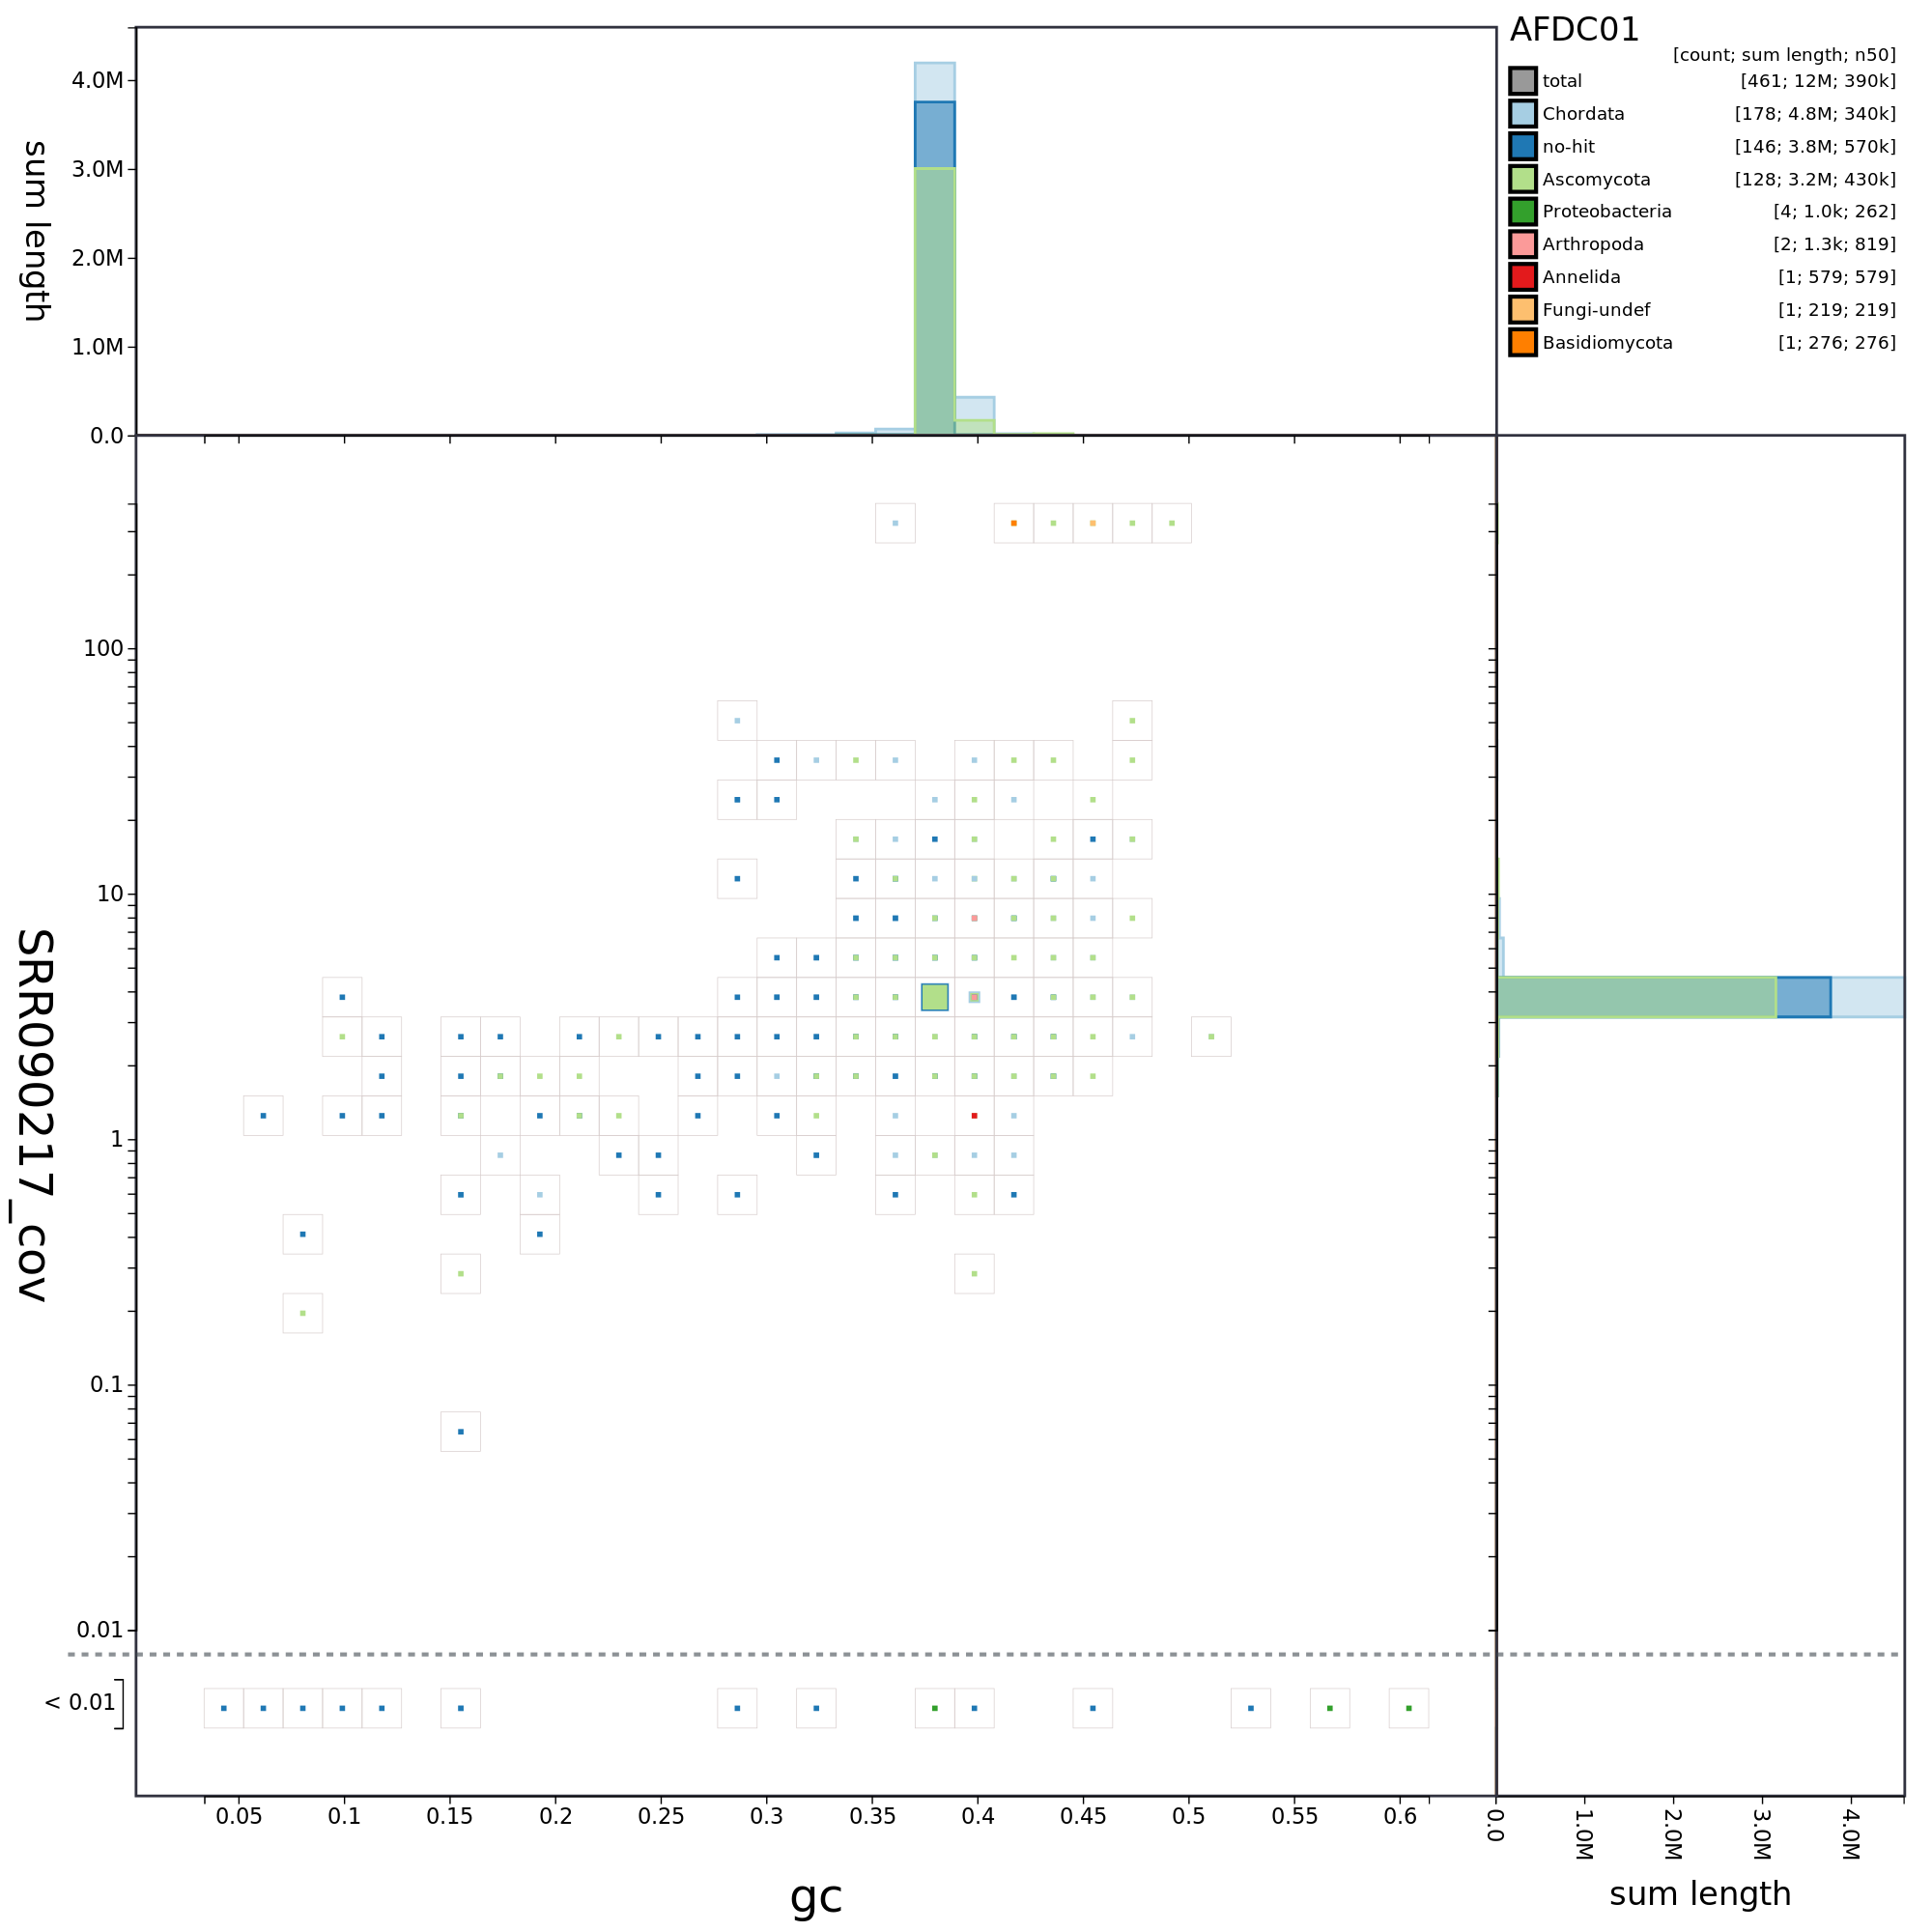 AFDC01
[count; sum length; n50]
total [461; 12M; 390k]
Chordata [178; 4.8M; 340k]
no-hit [146; 3.8M; 570k]
Ascomycota [128; 3.2M; 430k]
Proteobacteria [4; 1.0k; 262]
Arthropoda [2; 1.3k; 819]
Annelida [1; 579; 579]
Fungi-undef [1; 219; 219]
Basidiomycota [1; 276; 276]
sum length
4.0M
3.0M
2.0M
1.0M
0.0
SRR090217_cov
100
10
1
0.1
0.01
< 0.01
0.05 0.1 0.15 0.2 0.25 0.3 0.35 0.4 0.45 0.5 0.55 0.6
gc
0.0 1.0M 2.0M 3.0M 4.0M
sum length